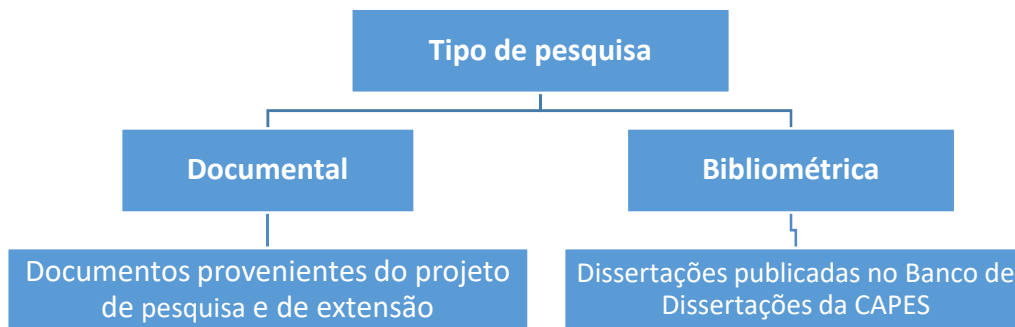 Tipo de pesquisa
Documental
Bibliométrica
Documentos provenientes do projeto
de pesquisa e de extensão
Dissertações publicadas no Banco de
Dissertações da CAPES